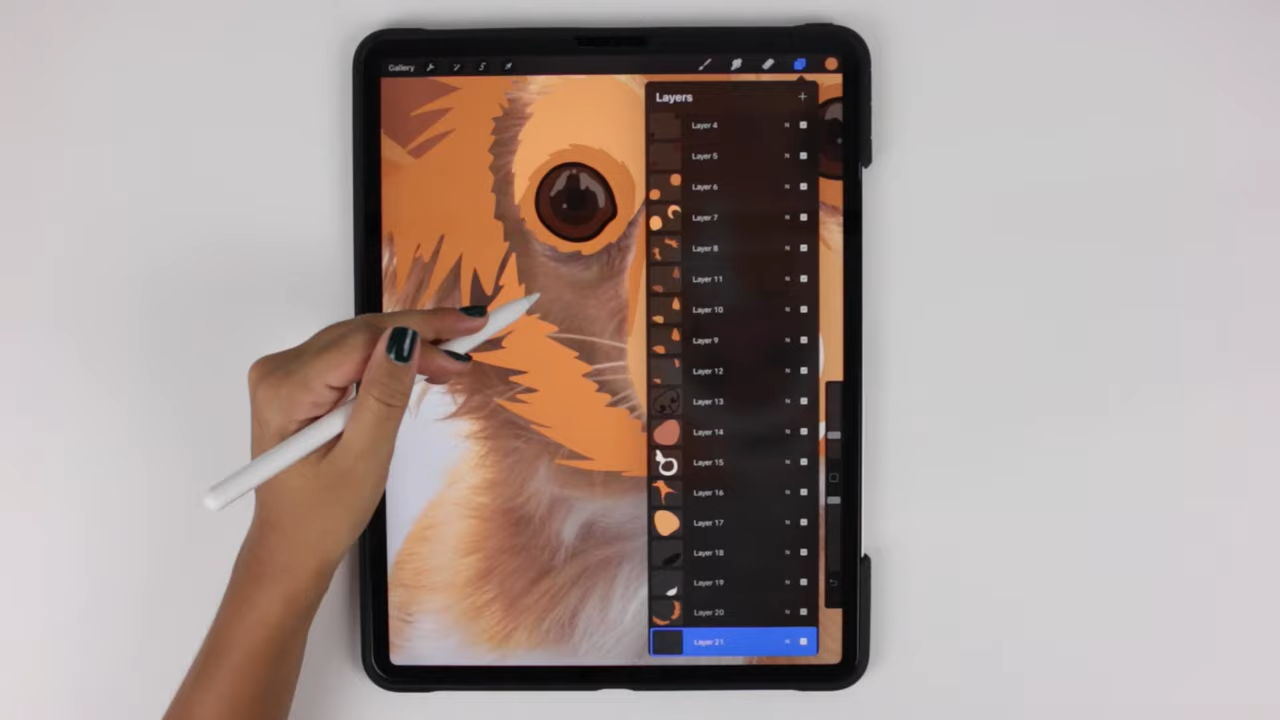 Gallery
Layers
Layer 4 N
Layer 5 N
Layer 6 N
Layer 7 N
Layer 8 N
Layer 11 N
Layer 10 N
Layer 9 N
Layer 12 N
Layer 13 N
Layer 14 N
Layer 15 N
Layer 16 N
Layer 17 N
Layer 18 N
Layer 19 N
Layer 20 N
Layer 21 N